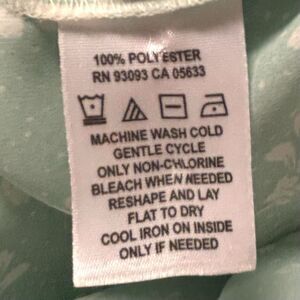 100% POLYESTER
RN 93093 CA 05633
MACHINE WASH COLD
GENTLE CYCLE
ONLY NON-CHLORINE
BLEACH WHEN NEEDED
RESHAPE AND LAY
FLAT TO DRY
COOL IRON ON INSIDE
ONLY IF NEEDED